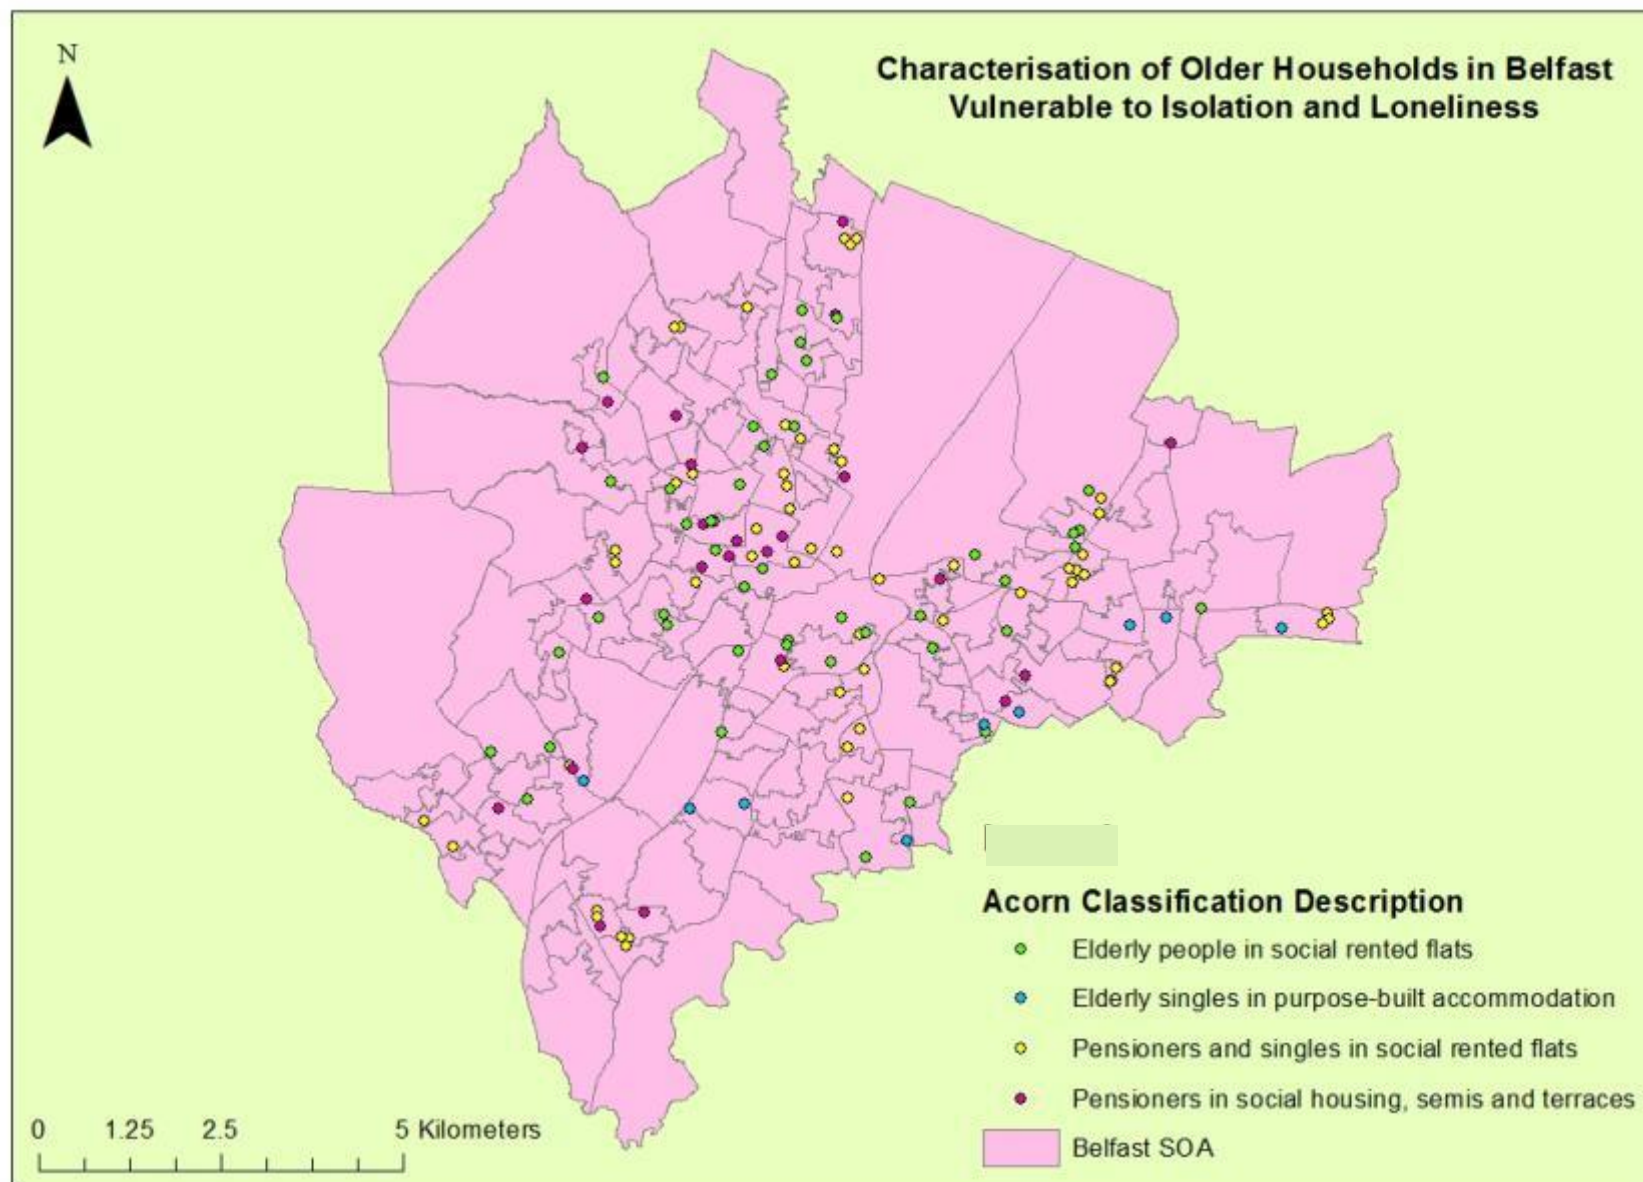 N
Characterisation of Older Households in Belfast
Vulnerable to Isolation and Loneliness
Acorn Classification Description
Elderly people in social rented flats
Elderly singles in purpose-built accommodation
Pensioners and singles in social rented flats
Pensioners in social housing, semis and terraces
Belfast SOA
0 1.25 2.5 5 Kilometers